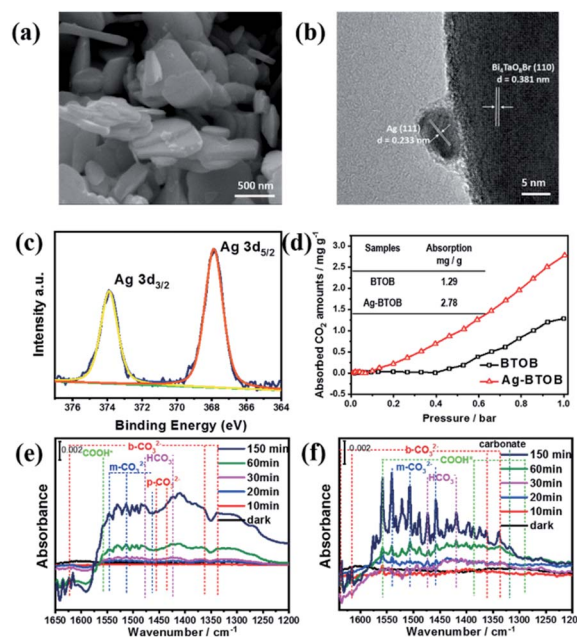 (a)
500 nm
(b)
Bi4TaO8Br (110)
d = 0.381 nm
Ag (111)
d = 0.233 nm
5 nm
(c)
Ag 3d3/2
Ag 3d5/2
Intensity a.u.
376 372 368 364
Binding Energy (eV)
(d)
Samples Absorption
mg / g
BTOB 1.29
Ag-BTOB 2.78
Absorbed CO2 amounts / mg g-1
3.0
2.5
2.0
1.5
1.0
0.5
0.0
-0.5
BTOB
Ag-BTOB
0.0 0.2 0.4 0.6 0.8 1.0
Pressure / bar
(e)
0.002
COOH*
b-CO32-
m-CO32-
HCO3-
p-CO32-
150 min
60min
30min
20min
10min
dark
Absorbance
1650 1600 1550 1500 1450 1400 1350 1300 1250 1200
Wavenumber / cm-1
(f)
0.002
b-CO32-
carbonate
COOH*
m-CO32-
HCO3-
150 min
60min
30min
20min
10min
dark
Absorbance
1600 1550 1500 1450 1400 1350 1300 1250 1200
Wavenumber / cm-1